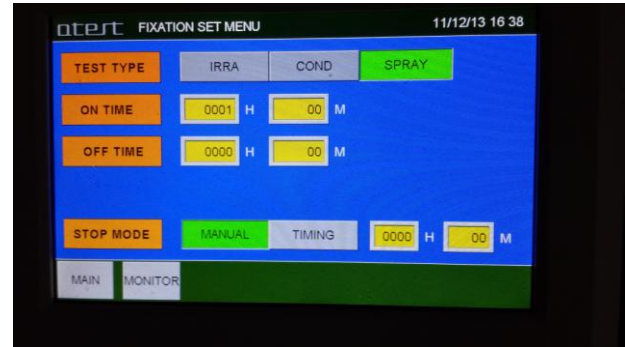 atest FIXATION SET MENU 11/12/13 16 38
TEST TYPE IRRA COND SPRAY
ON TIME 0001 H 00 M
OFF TIME 0000 H 00 M
STOP MODE MANUAL TIMING 0000 H 00 M
MAIN MONITOR